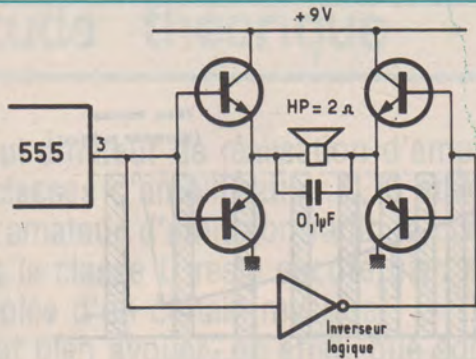 +9V
HP = 2 Ω
555
3
0,1µF
Inverseur
logique